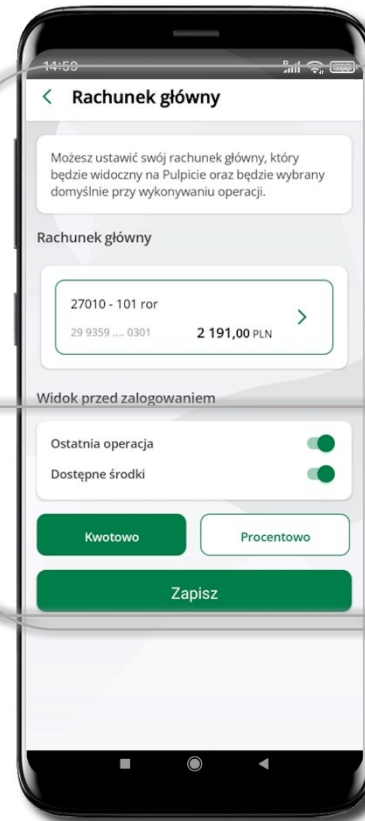 14:59
Rachunek główny
Możesz ustawić swój rachunek główny, który
będzie widoczny na Pulpicie oraz będzie wybrany
domyślnie przy wykonywaniu operacji.
Rachunek główny
27010 - 101 ror
29 9359 .... 0301 2 191,00 PLN
Widok przed zalogowaniem
Ostatnia operacja
Dostępne środki
Kwotowo Procentowo
Zapisz